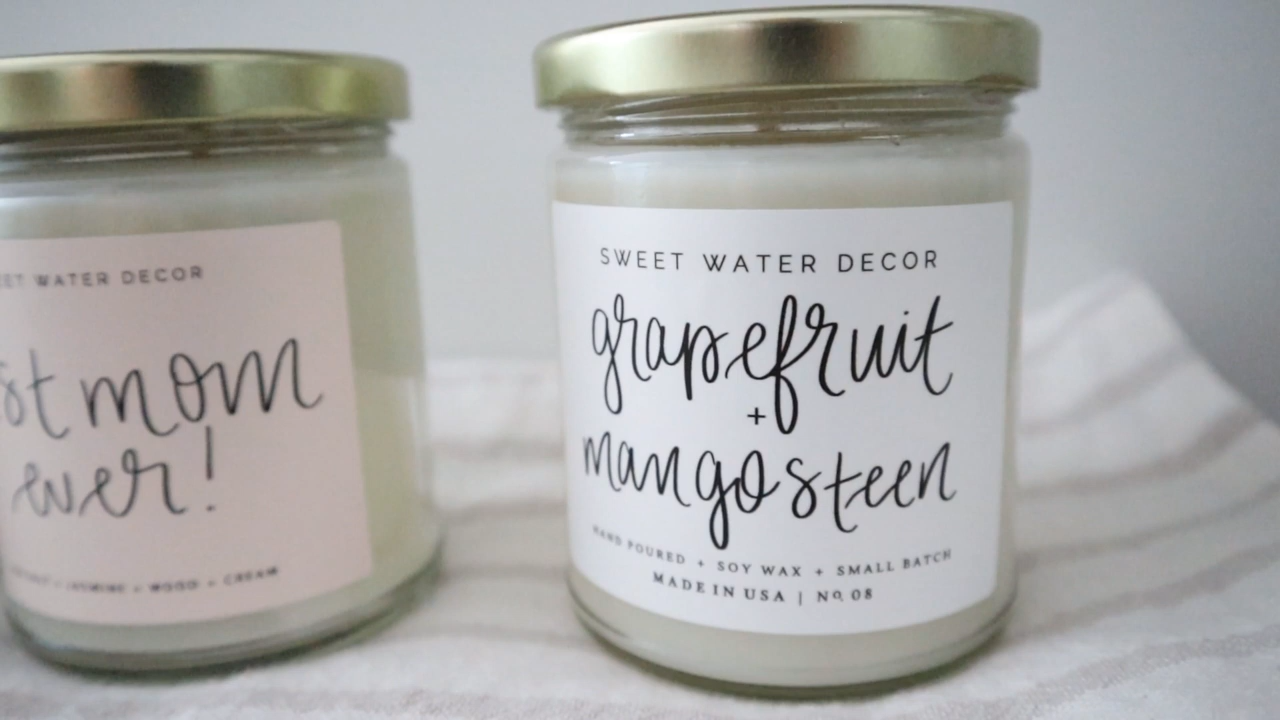 WATER DECOR
mom
ever!
JASMINE + WOOD + CREAM
SWEET WATER DECOR
grapefruit
+
mangosteen
HAND POURED + SOY WAX + SMALL BATCH
MADE IN USA | No. 08